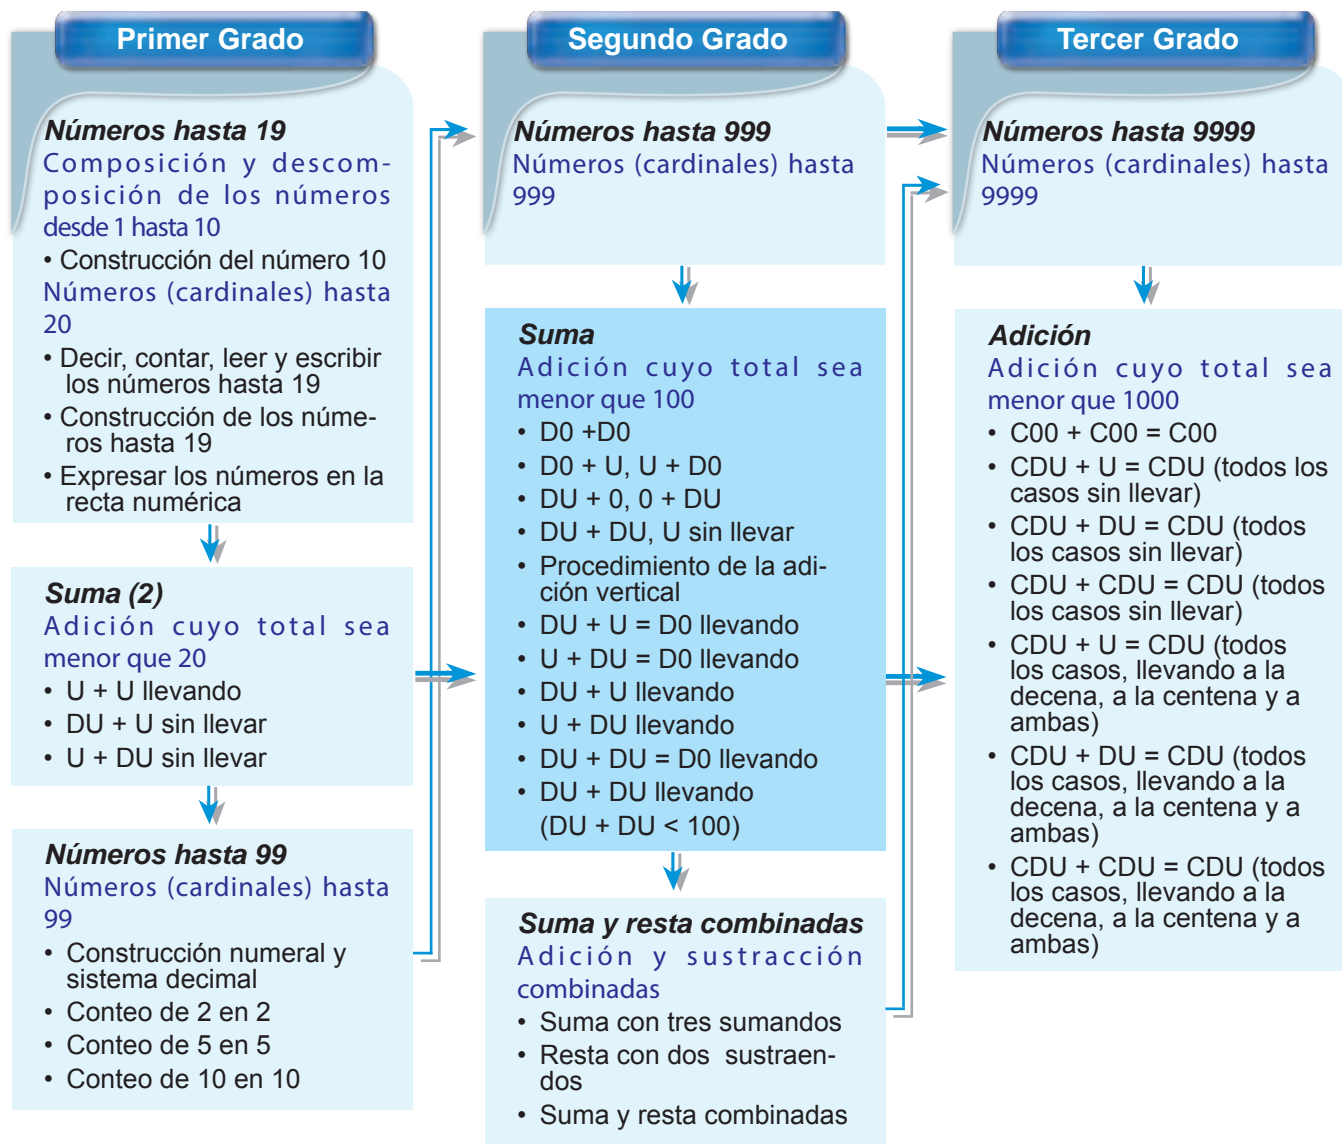 Primer Grado
Números hasta 19
Composición y descom-
posición de los números
desde 1 hasta 10
• Construcción del número 10
Números (cardinales) hasta
20
• Decir, contar, leer y escribir
los números hasta 19
• Construcción de los núme-
ros hasta 19
• Expresar los números en la
recta numérica
Suma (2)
Adición cuyo total sea
menor que 20
• U + U llevando
• DU + U sin llevar
• U + DU sin llevar
Números hasta 99
Números (cardinales) hasta
99
• Construcción numeral y
sistema decimal
• Conteo de 2 en 2
• Conteo de 5 en 5
• Conteo de 10 en 10
Segundo Grado
Números hasta 999
Números (cardinales) hasta
999
Suma
Adición cuyo total sea
menor que 100
• D0 +D0
• D0 + U, U + D0
• DU + 0, 0 + DU
• DU + DU, U sin llevar
• Procedimiento de la adi-
ción vertical
• DU + U = D0 llevando
• U + DU = D0 llevando
• DU + U llevando
• U + DU llevando
• DU + DU = D0 llevando
• DU + DU llevando
(DU + DU < 100)
Suma y resta combinadas
Adición y sustracción
combinadas
• Suma con tres sumandos
• Resta con dos sustraen-
dos
• Suma y resta combinadas
Tercer Grado
Números hasta 9999
Números (cardinales) hasta
9999
Adición
Adición cuyo total sea
menor que 1000
• C00 + C00 = C00
• CDU + U = CDU (todos los
casos sin llevar)
• CDU + DU = CDU (todos
los casos sin llevar)
• CDU + CDU = CDU (todos
los casos sin llevar)
• CDU + U = CDU (todos
los casos, llevando a la
decena, a la centena y a
ambas)
• CDU + DU = CDU (todos
los casos, llevando a la
decena, a la centena y a
ambas)
• CDU + CDU = CDU (todos
los casos, llevando a la
decena, a la centena y a
ambas)